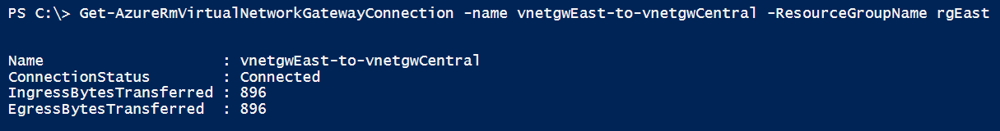 PS C:\> Get-AzureRmVirtualNetworkGatewayConnection -name vnetgwEast-to-vnetgwCentral -ResourceGroupName rgEast
Name                    : vnetgwEast-to-vnetgwCentral
ConnectionStatus        : Connected
IngressBytesTransferred : 896
EgressBytesTransferred  : 896